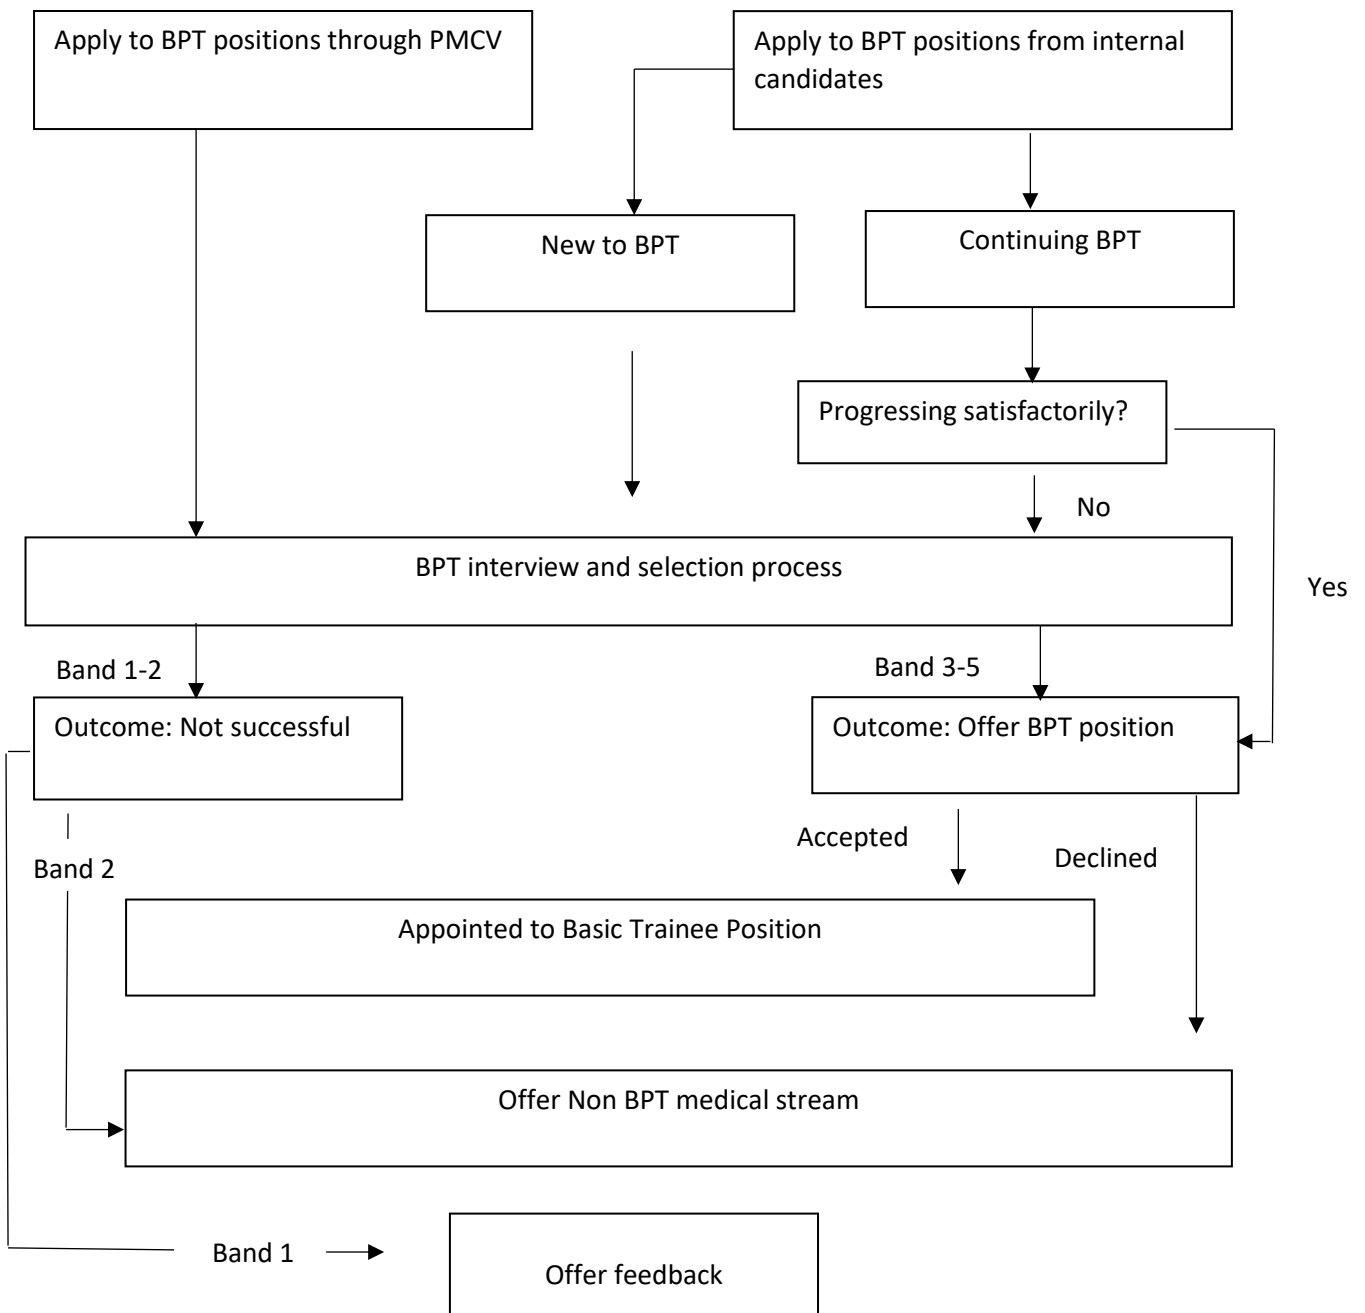 Apply to BPT positions through PMCV
Apply to BPT positions from internal
candidates
New to BPT
Continuing BPT
Progressing satisfactorily?
No
BPT interview and selection process
Yes
Band 1-2
Band 3-5
Outcome: Not successful
Outcome: Offer BPT position
Accepted
Declined
Band 2
Appointed to Basic Trainee Position
Offer Non BPT medical stream
Band 1
Offer feedback